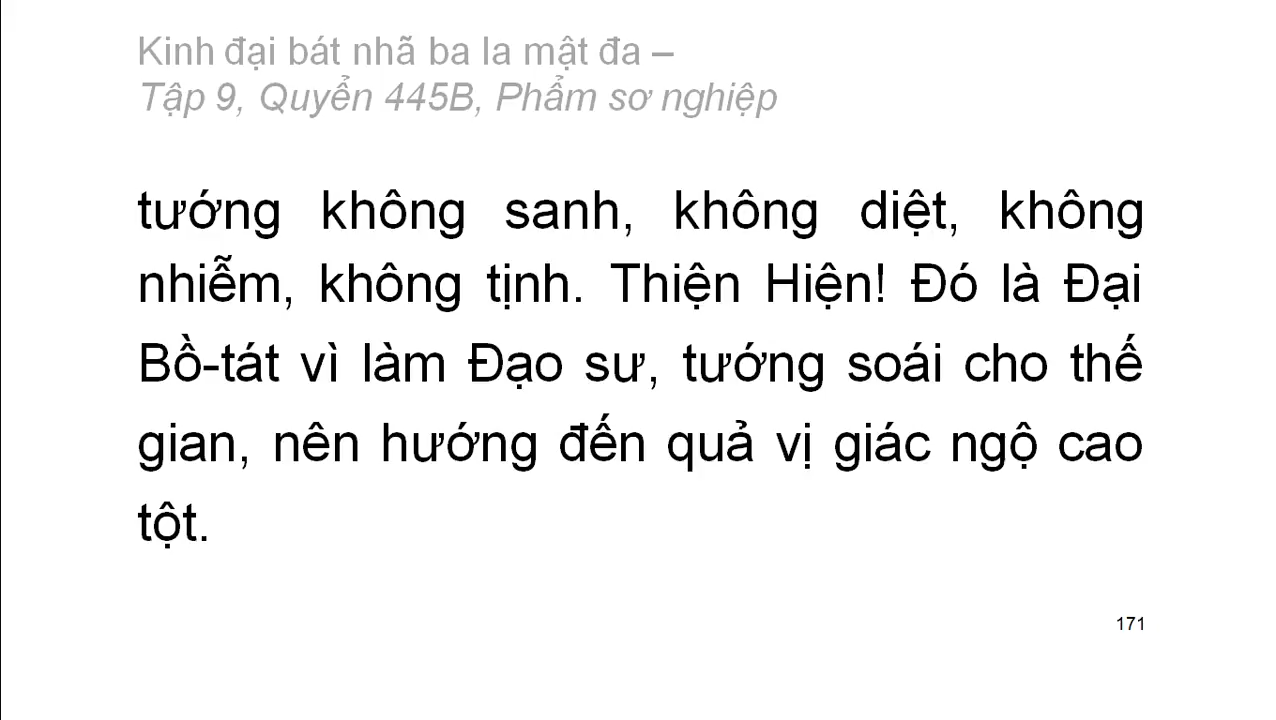 Kinh đại bát nhã ba la mật đa –
Tập 9, Quyển 445B, Phẩm sơ nghiệp
tướng không sanh, không diệt, không
nhiễm, không tịnh. Thiện Hiện! Đó là Đại
Bồ-tát vì làm Đạo sư, tướng soái cho thế
gian, nên hướng đến quả vị giác ngộ cao
tột.
171